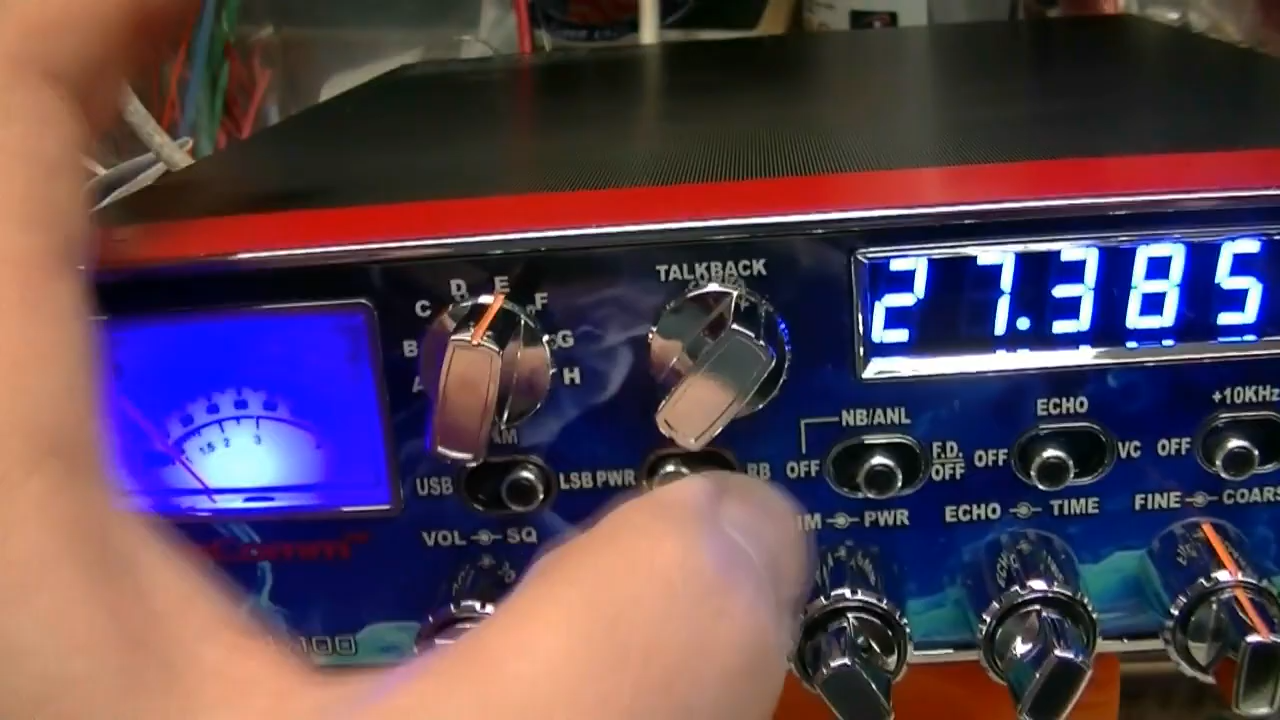 TALKBACK
27.385
C D E F
B G
A H
AM
USB LSB
PWR
NB/ANL
OFF F.D. OFF
ECHO
OFF VC
+10KHz
OFF
VOL SQ
PWR
ECHO TIME
FINE
1.5 2 3
100